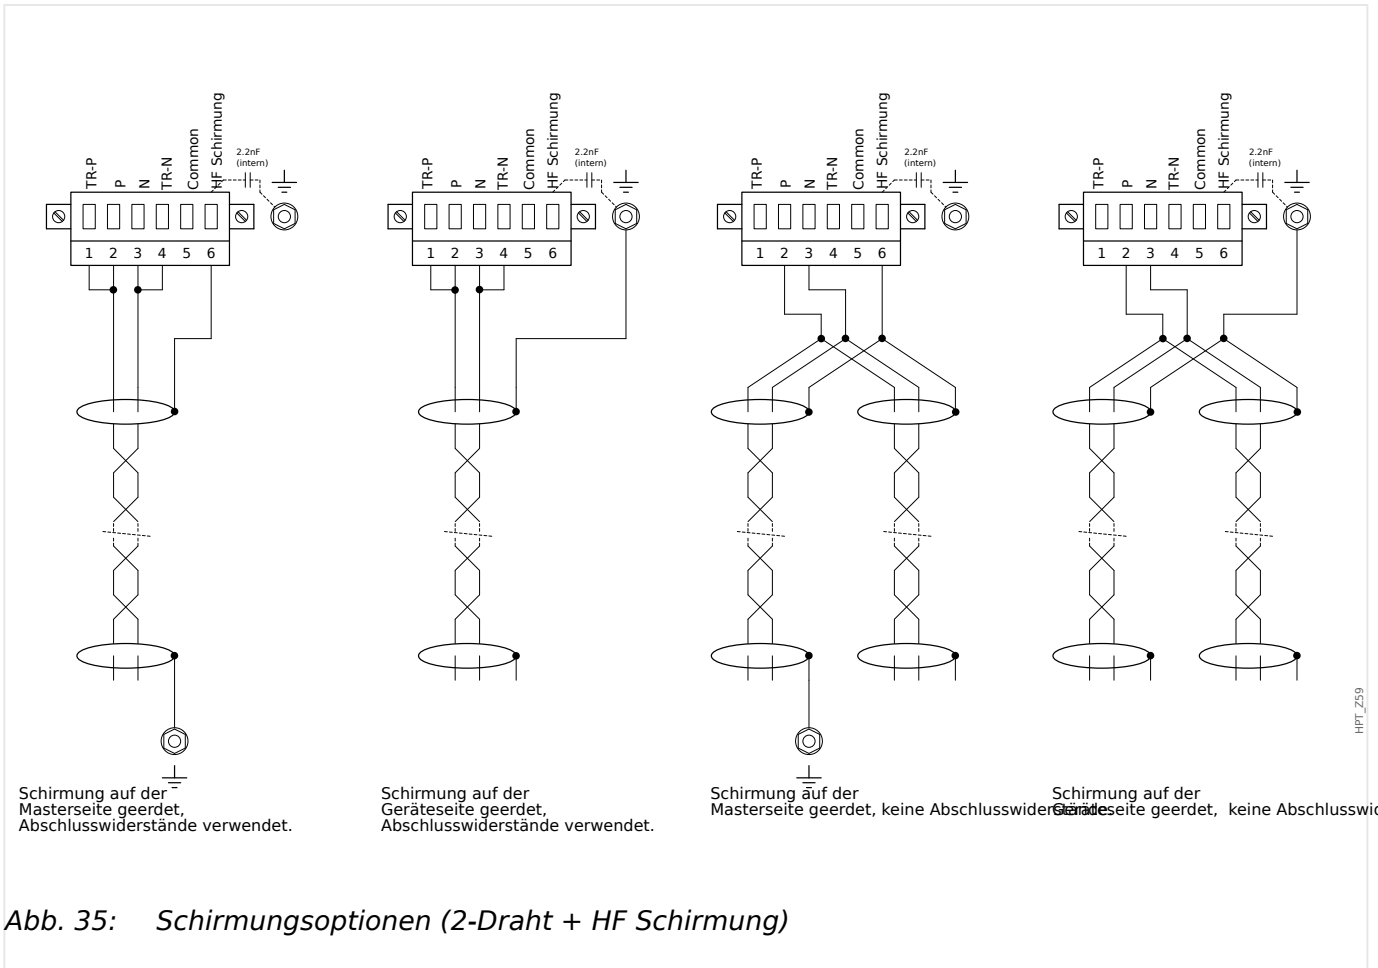 TR-P
P
N
TR-N
Common
HF Schirmung
2.2nF
(intern)
1 2 3 4 5 6
TR-P
P
N
TR-N
Common
HF Schirmung
2.2nF
(intern)
1 2 3 4 5 6
TR-P
P
N
TR-N
Common
HF Schirmung
2.2nF
(intern)
1 2 3 4 5 6
TR-P
P
N
TR-N
Common
HF Schirmung
2.2nF
(intern)
1 2 3 4 5 6
HPT_Z59
Schirmung auf der
Masterseite geerdet,
Abschlusswiderstände verwendet.
Schirmung auf der
Geräteseite geerdet,
Abschlusswiderstände verwendet.
Schirmung auf der
Masterseite geerdet, keine Abschlusswiderstände.
Schirmung auf der
Geräteseite geerdet, keine
Abb. 35: Schirmungsoptionen (2-Draht + HF Schirmung)